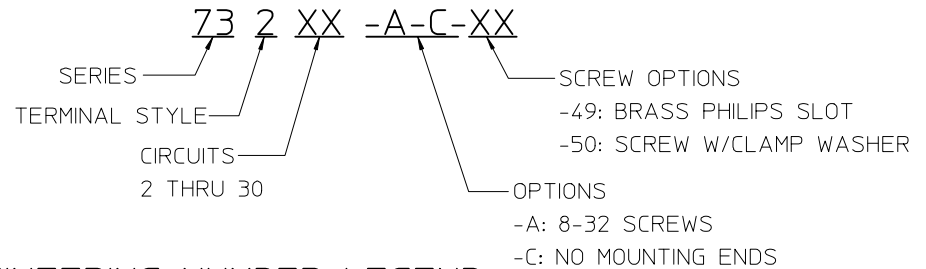 73 2 XX -A-C-XX
SERIES
TERMINAL STYLE
CIRCUITS
2 THRU 30
SCREW OPTIONS
-49: BRASS PHILIPS SLOT
-50: SCREW W/CLAMP WASHER
OPTIONS
-A: 8-32 SCREWS
-C: NO MOUNTING ENDS